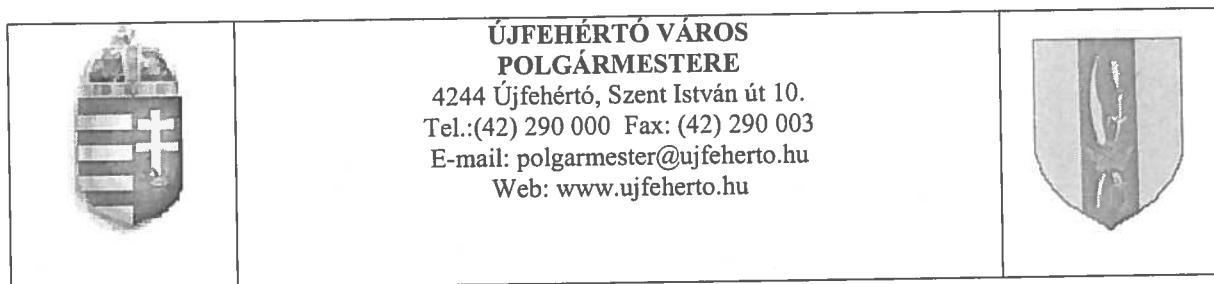 ÚJFEHÉRTÓ VÁROS
POLGÁRMESTERE
4244 Újfehértó, Szent István út 10.
Tel.:(42) 290 000 Fax: (42) 290 003
E-mail: polgarmester@ujfeherto.hu
Web: www.ujfeherto.hu